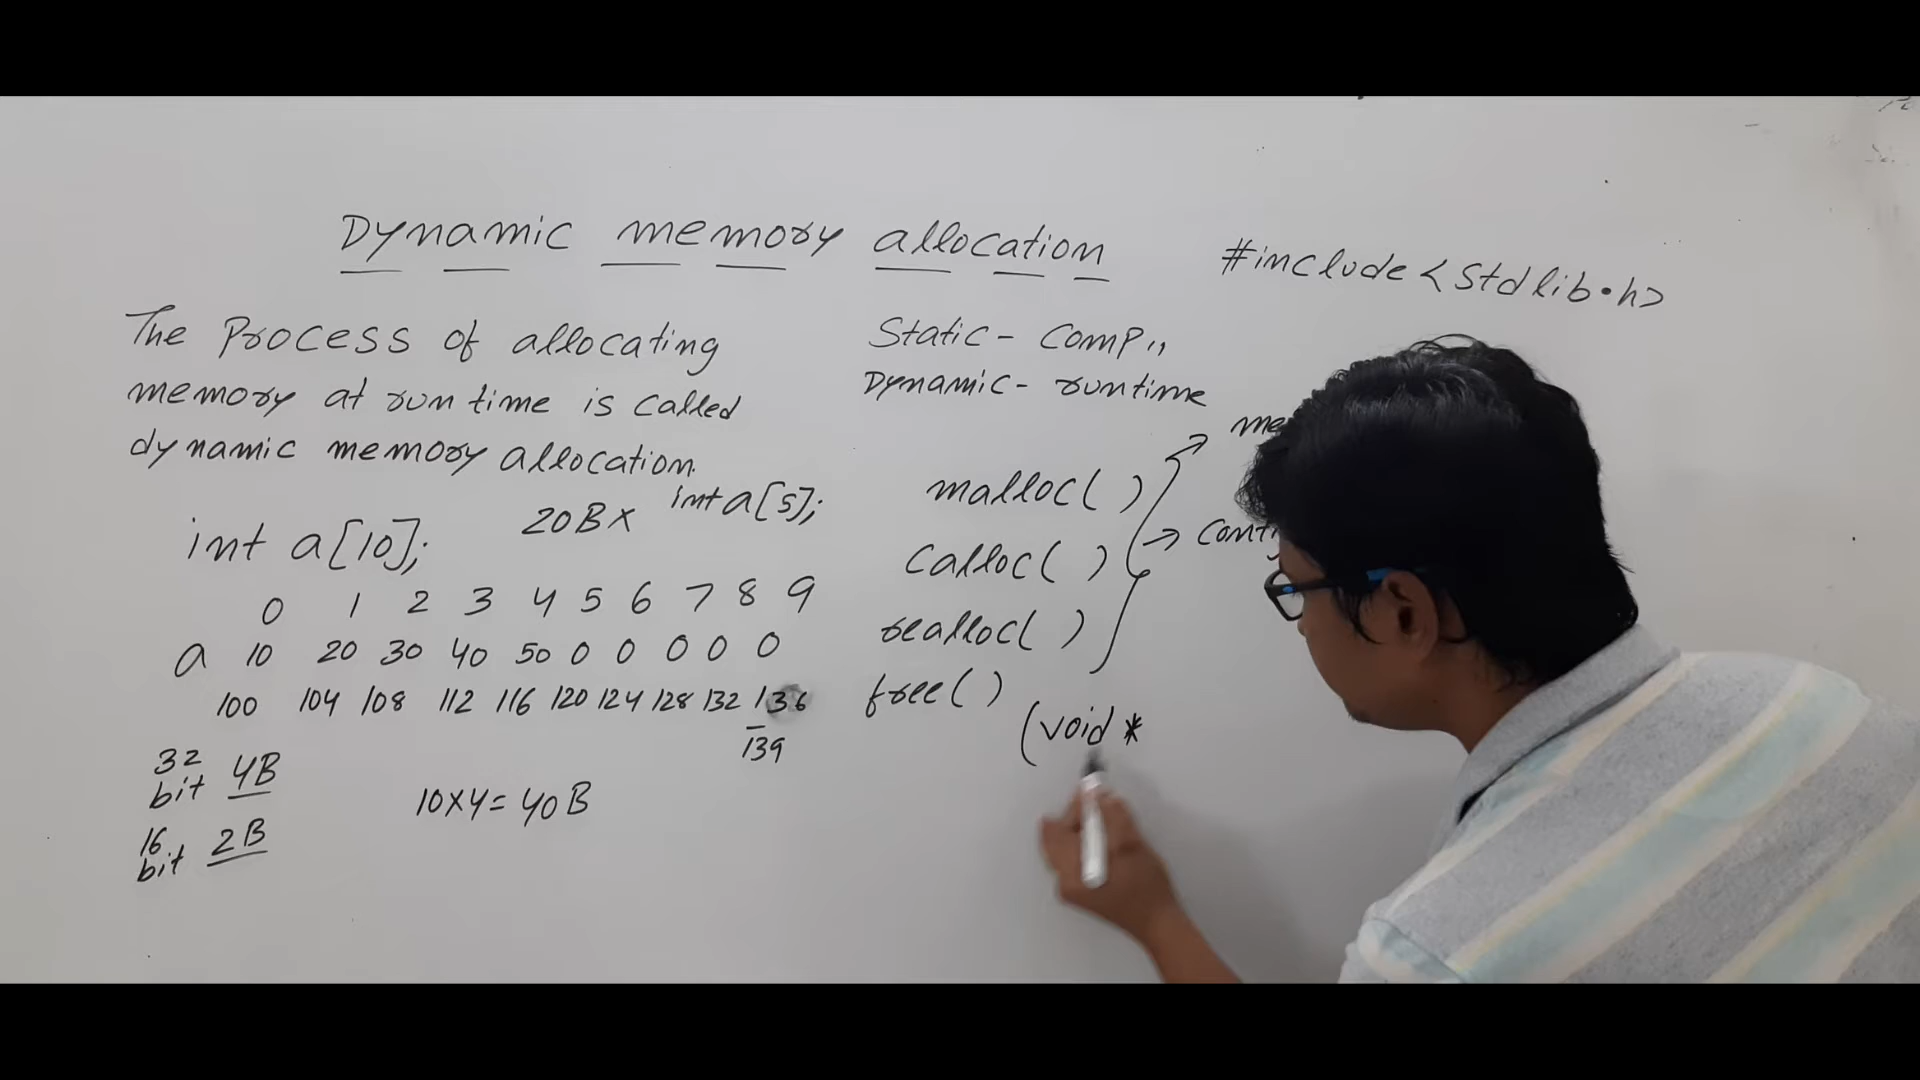 Dynamic memory allocation
#include<stdlib.h>
The Process of allocating
memory at run time is called
dynamic memory allocation.
Static - Comp,,
Dynamic - runtime
int a[10];
20B x
int a[5];
0 1 2 3 4 5 6 7 8 9
a 10 20 30 40 50 0 0 0 0 0
100 104 108 112 116 120 124 128 132 136
139
32 bit 4B
16 bit 2B
10x4=40B
malloc( )
calloc( )
realloc( )
free( )
(void *